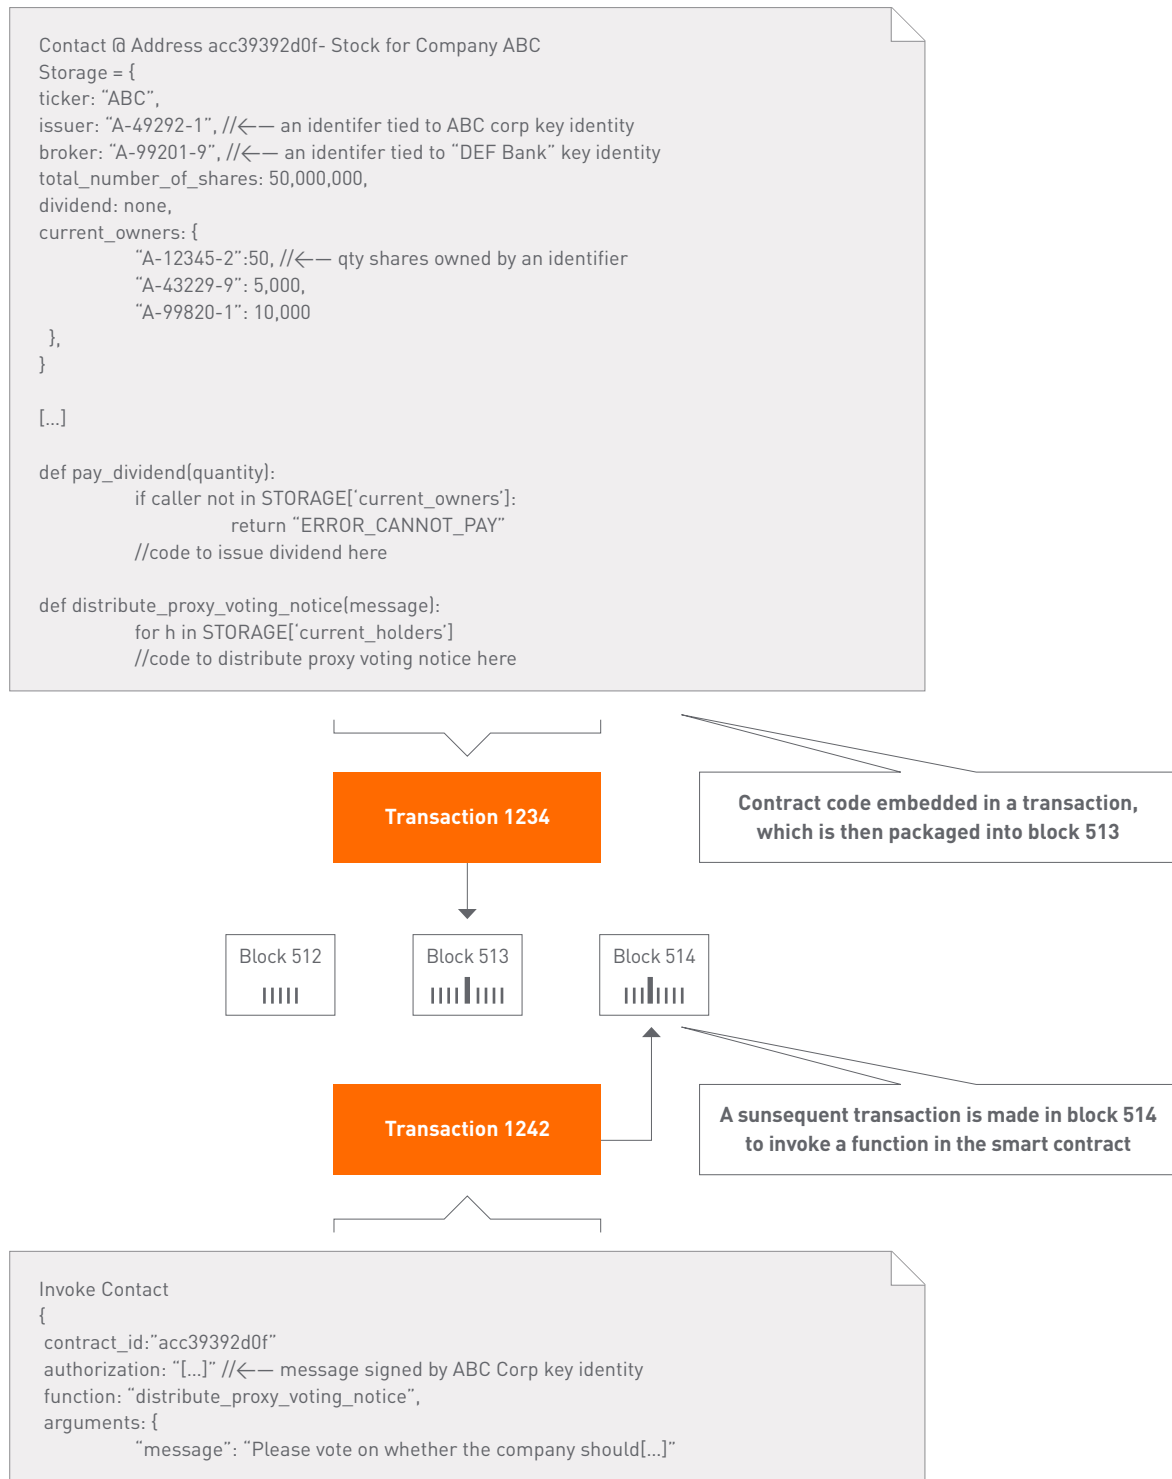 Contact @ Address acc39392d0f- Stock for Company ABC
Storage = {
ticker: “ABC”,
issuer: “A-49292-1”, //<—— an identifer tied to ABC corp key identity
broker: “A-99201-9”, //<—— an identifer tied to “DEF Bank” key identity
total_number_of_shares: 50,000,000,
dividend: none,
current_owners: {
“A-12345-2”:50, //<—— qty shares owned by an identifier
“A-43229-9”: 5,000,
“A-99820-1”: 10,000
},
}
[...]
def pay_dividend(quantity):
if caller not in STORAGE[‘current_owners’]:
return “ERROR_CANNOT_PAY”
//code to issue dividend here
def distribute_proxy_voting_notice(message):
for h in STORAGE[‘current_holders’]
//code to distribute proxy voting notice here
Transaction 1234
Contract code embedded in a transaction,
which is then packaged into block 513
Block 512
Block 513
Block 514
Transaction 1242
A sunsequent transaction is made in block 514
to invoke a function in the smart contract
Invoke Contact
{
contract_id:”acc39392d0f”
authorization: “[...]” //<—— message signed by ABC Corp key identity
function: “distribute_proxy_voting_notice”,
arguments: {
“message”: “Please vote on whether the company should[...]”